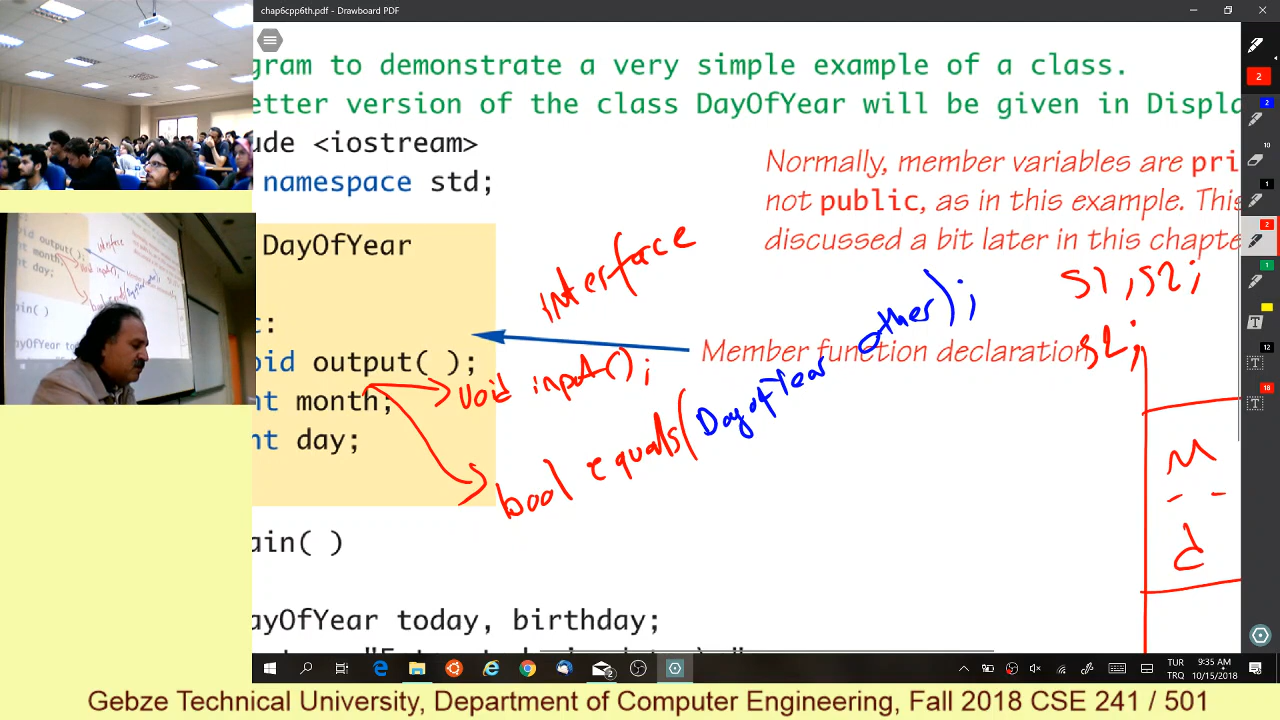 chap6cpp6th.pdf - Drawboard PDF
gram to demonstrate a very simple example of a class.
etter version of the class DayOfYear will be given in Displa
ude <iostream>
namespace std;
Normally, member variables are pri
not public, as in this example. This
discussed a bit later in this chapte
DayOfYear
interface
s1, s2;
c:
oid output( );
Member function declaration
s2;
void input();
nt month;
nt day;
bool equals(DayofYear other);
M
d
ain( )
ayOfYear today, birthday;
TUR
TRQ
9:35 AM
10/15/2018
Gebze Technical University, Department of Computer Engineering, Fall 2018 CSE 241 / 501